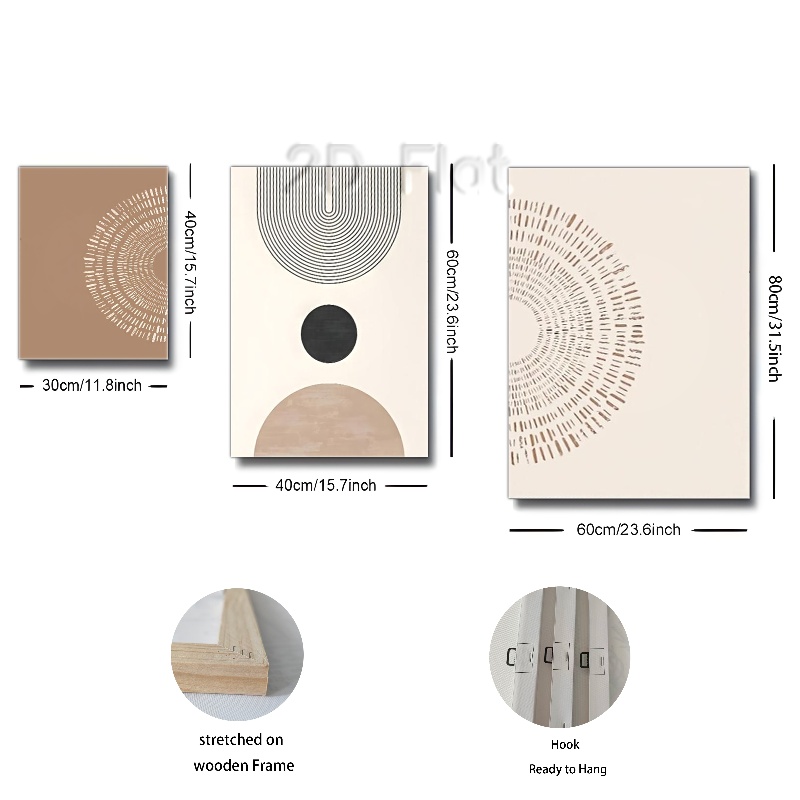 2D Flat
40cm/15.7inch
30cm/11.8inch
60cm/23.6inch
40cm/15.7inch
80cm/31.5inch
60cm/23.6inch
stretched on
wooden Frame
Hook
Ready to Hang